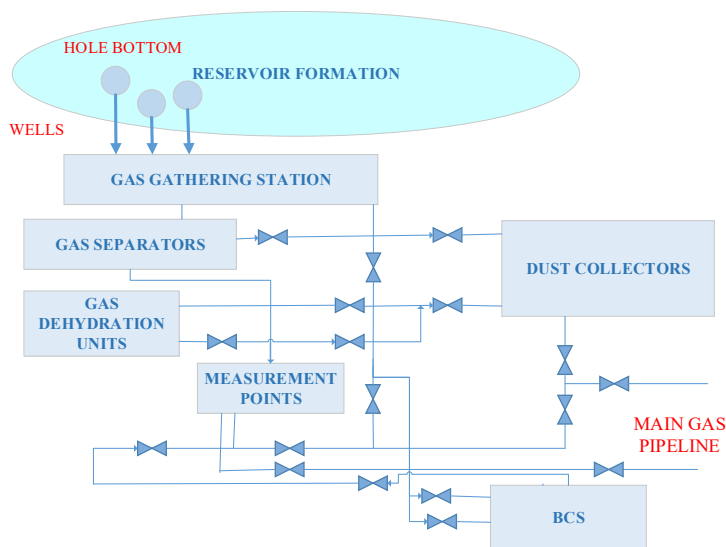 HOLE BOTTOM
RESERVOIR FORMATION
WELLS
GAS GATHERING STATION
GAS SEPARATORS
DUST COLLECTORS
GAS
DEHYDRATION
UNITS
MEASUREMENT
POINTS
MAIN GAS
PIPELINE
BCS